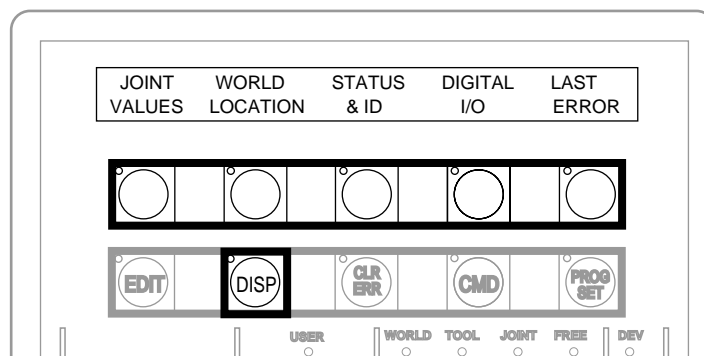 JOINT WORLD STATUS DIGITAL LAST
VALUES LOCATION & ID I/O ERROR
EDIT DISP CLR ERR CMD PROG SET
USER WORLD TOOL JOINT FREE DEV